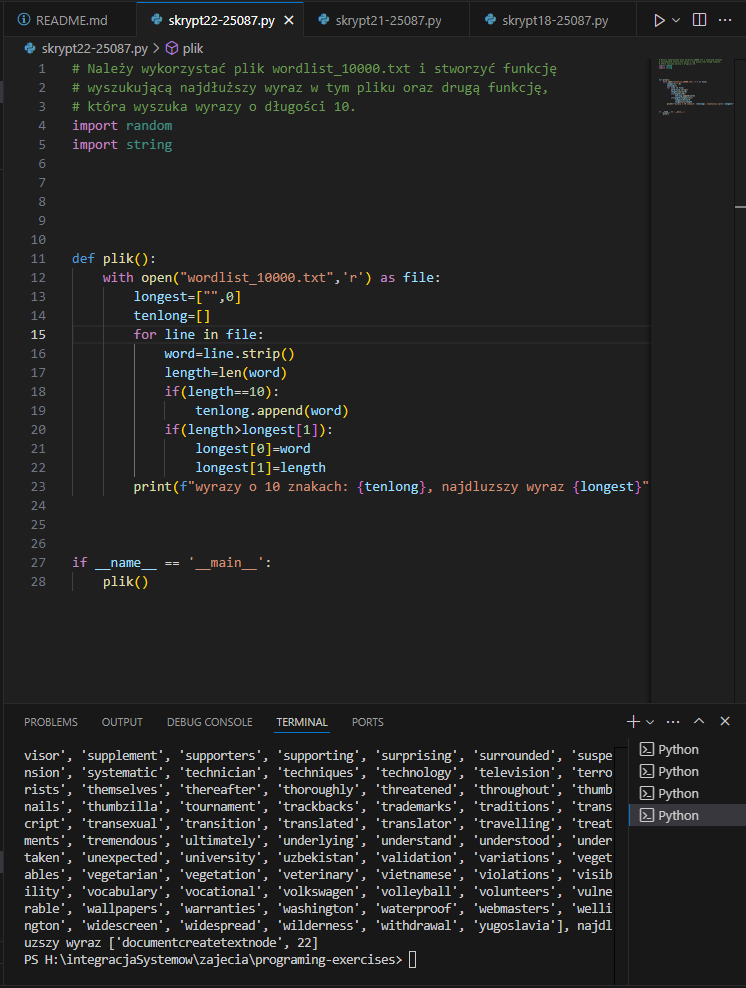 README.md skrypt22-25087.py skrypt21-25087.py skrypt18-25087.py
skrypt22-25087.py > plik
1 # Należy wykorzystać plik wordlist_10000.txt i stworzyć funkcję
2 # wyszukującą najdłuższy wyraz w tym pliku oraz drugą funkcję,
3 # która wyszuka wyrazy o długości 10.
4 import random
5 import string
6
7
8
9
10
11 def plik():
12 with open("wordlist_10000.txt",'r') as file:
13 longest=["",0]
14 tenlong=[]
15 for line in file:
16 word=line.strip()
17 length=len(word)
18 if(length==10):
19 tenlong.append(word)
20 if(length>longest[1]):
21 longest[0]=word
22 longest[1]=length
23 print(f"wyrazy o 10 znakach: {tenlong}, najdluzszy wyraz {longest}"
24
25
26
27 if __name__ == '__main__':
28 plik()
PROBLEMS OUTPUT DEBUG CONSOLE TERMINAL PORTS
visor', 'supplement', 'supporters', 'supporting', 'surprising', 'surrounded', 'suspe
nsion', 'systematic', 'technician', 'techniques', 'technology', 'television', 'terro
rists', 'themselves', 'thereafter', 'thoroughly', 'threatened', 'throughout', 'thumb
nails', 'thumbzilla', 'tournament', 'trackbacks', 'trademarks', 'traditions', 'trans
cript', 'transexual', 'transition', 'translated', 'translator', 'travelling', 'treat
ments', 'tremendous', 'ultimately', 'underlying', 'understand', 'understood', 'under
taken', 'unexpected', 'university', 'uzbekistan', 'validation', 'variations', 'veget
ables', 'vegetarian', 'vegetation', 'veterinary', 'vietnamese', 'violations', 'visib
ility', 'vocabulary', 'vocational', 'volkswagen', 'volleyball', 'volunteers', 'vulne
rable', 'wallpapers', 'warranties', 'washington', 'waterproof', 'webmasters', 'welli
ngton', 'widescreen', 'widespread', 'wilderness', 'withdrawal', 'yugoslavia'], najdl
uzszy wyraz ['documentcreatetextnode', 22]
PS H:\integracjaSystemow\zajecia\programing-exercises>
Python
Python
Python
Python